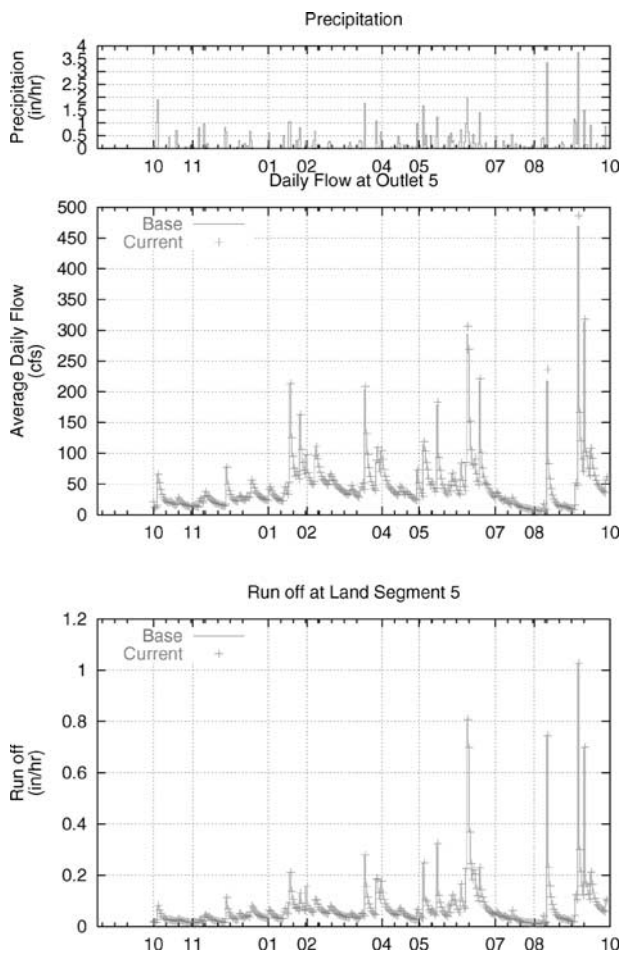 Precipitation
Precipitaion
(in/hr)
4
3.5
3
2.5
2
1.5
1
0.5
0
10 11 01 02 04 05 07 08 10
Daily Flow at Outlet 5
Average Daily Flow
(cfs)
500
450
400
350
300
250
200
150
100
50
0
Base
Current
10 11 01 02 04 05 07 08 10
Run off at Land Segment 5
Run off
(in/hr)
1.2
1
0.8
0.6
0.4
0.2
0
Base
Current
10 11 01 02 04 05 07 08 10